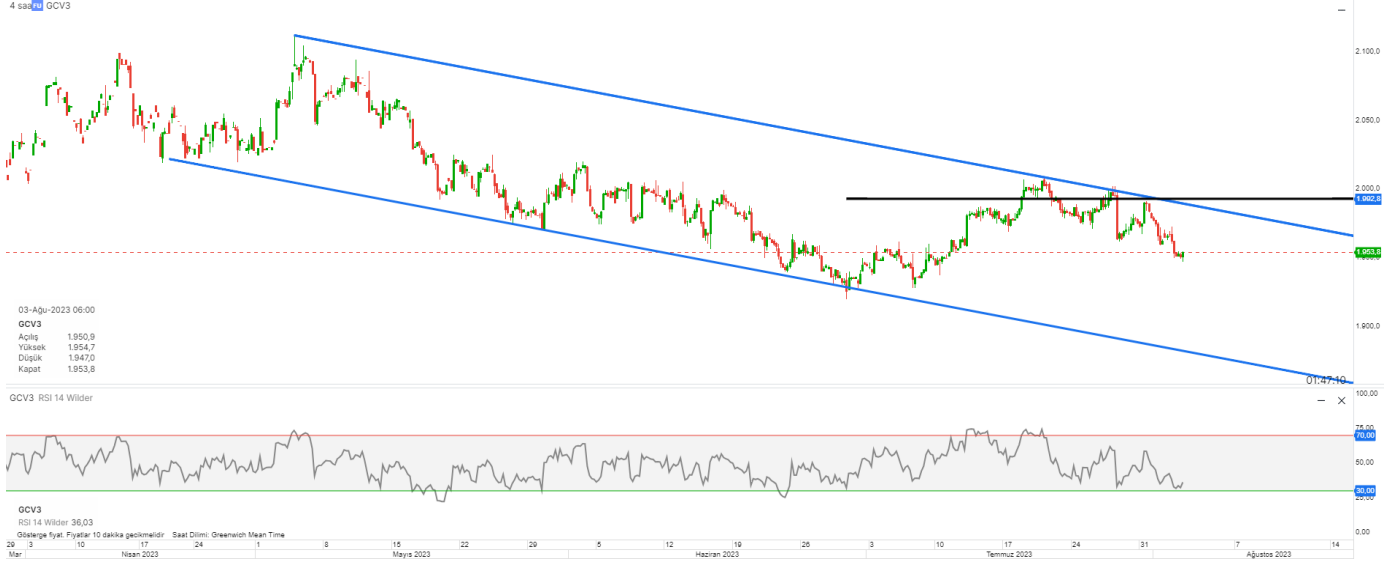 4 saa FU GCV3
2.100,0
2.050,0
2.000,0
1.992,8
1.953,8
1.900,0
03-Ağu-2023 06:00
GCV3
Açılış 1.950,9
Yüksek 1.954,7
Düşük 1.947,0
Kapat 1.953,8
01:47:10
GCV3 RSI 14 Wilder
100,00
75,00
70,00
50,00
30,00
25,00
0,00
GCV3
RSI 14 Wilder 36,03
Gösterge fiyat. Fiyatlar 10 dakika gecikmelidir Saat Dilimi: Greenwich Mean Time
29 3 10 17 24 1 8 15 22 29 5 12 19 26 3 10 17 24 31 7 14
Mar Nisan 2023 Mayıs 2023 Haziran 2023 Temmuz 2023 Ağustos 2023